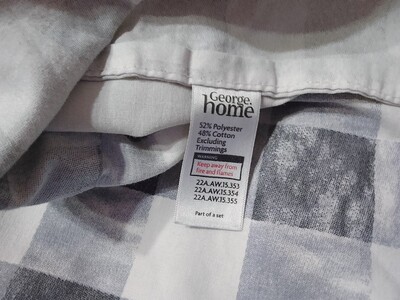 George.
home
52% Polyester
48% Cotton
Excluding
Trimmings
WARNING
Keep away from
fire and flames
22A.AW.15.353
22A.AW.15.354
22A.AW.15.355
Part of a set